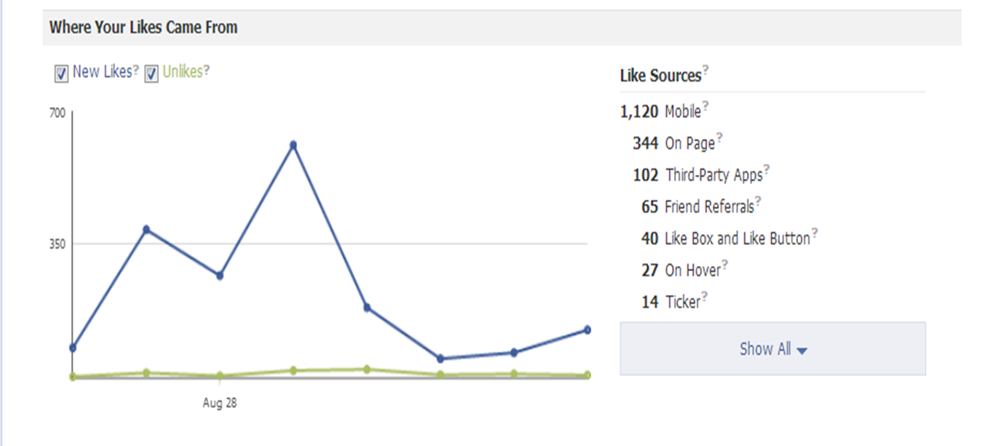 Where Your Likes Came From
New Likes? Unlikes?
700
350
Aug 28
Like Sources?
1,120 Mobile?
344 On Page?
102 Third-Party Apps?
65 Friend Referrals?
40 Like Box and Like Button?
27 On Hover?
14 Ticker?
Show All